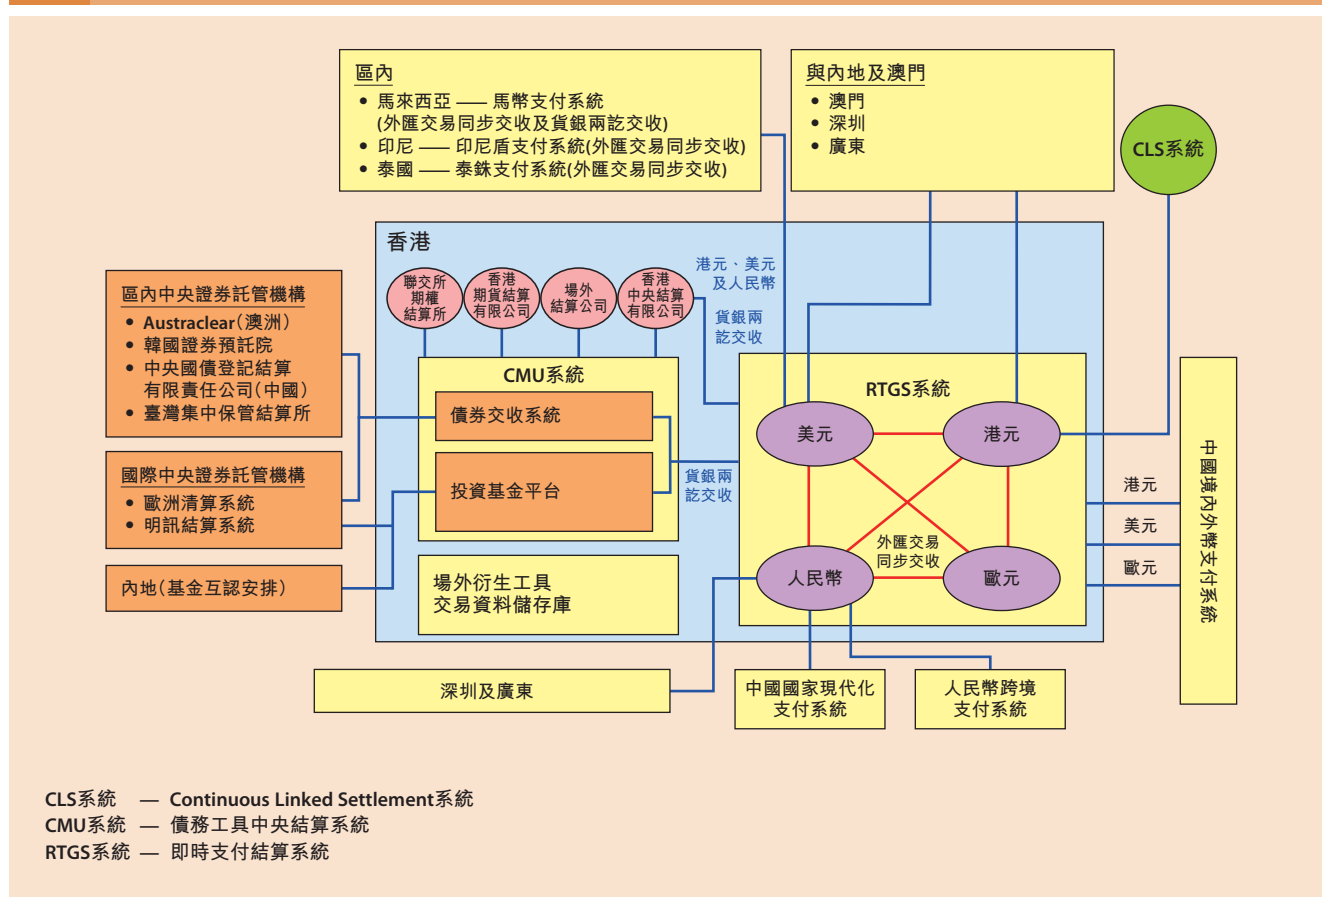 區內
• 馬來西亞 —— 馬幣支付系統
(外匯交易同步交收及貨銀兩訖交收)
• 印尼 —— 印尼盾支付系統(外匯交易同步交收)
• 泰國 —— 泰銖支付系統(外匯交易同步交收)
與內地及澳門
• 澳門
• 深圳
• 廣東
CLS系統
香港
聯交所
期權
結算所
香港
期貨結算
有限公司
場外
結算公司
香港
中央結算
有限公司
港元、美元
及人民幣
貨銀兩
訖交收
區內中央證券託管機構
• Austraclear(澳洲)
• 韓國證券預託院
• 中央國債登記結算
有限責任公司(中國)
• 臺灣集中保管結算所
國際中央證券託管機構
• 歐洲清算系統
• 明訊結算系統
內地(基金互認安排)
CMU系統
債券交收系統
投資基金平台
貨銀兩
訖交收
場外衍生工具
交易資料儲存庫
RTGS系統
美元
港元
外匯交易
同步交收
人民幣
歐元
港元
美元
歐元
中國境內外幣支付系統
深圳及廣東
中國國家現代化
支付系統
人民幣跨境
支付系統
CLS系統 — Continuous Linked Settlement系統
CMU系統 — 債務工具中央結算系統
RTGS系統 — 即時支付結算系統